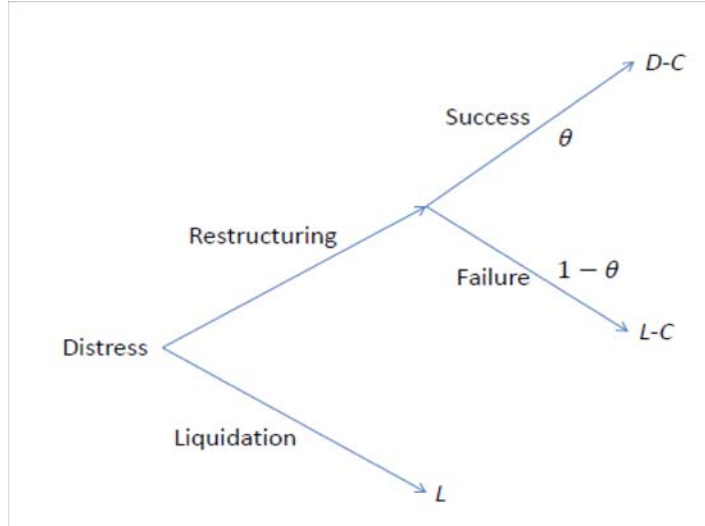 D-C
Success
θ
Restructuring
Failure
1 − θ
L-C
Distress
Liquidation
L